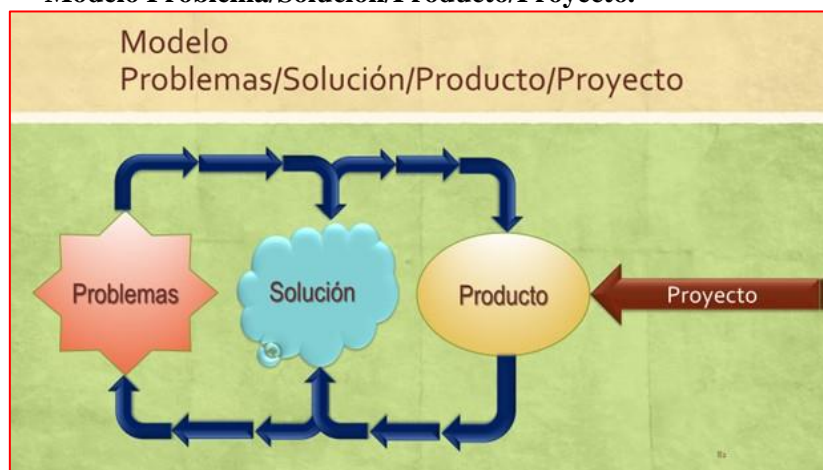 Modelo Problema/Solución/Producto/Proyecto.
Modelo
Problemas/Solución/Producto/Proyecto
Problemas
Solución
Producto
Proyecto